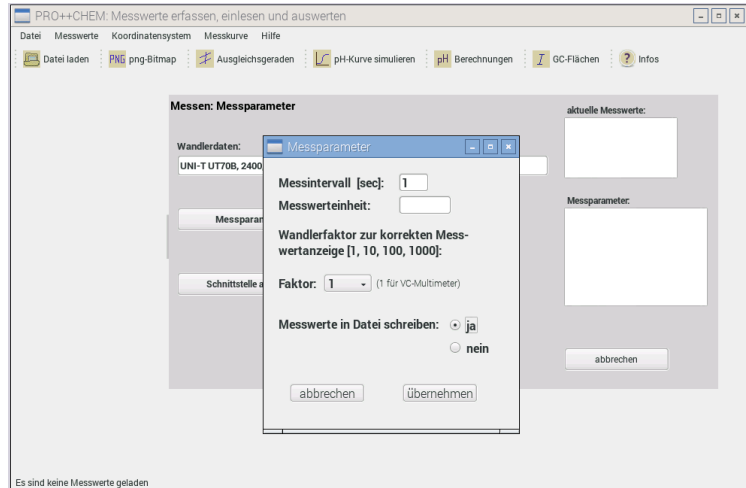 PRO++CHEM: Messwerte erfassen, einlesen und auswerten
Datei Messwerte Koordinatensystem Messkurve Hilfe
Datei laden PNG png-Bitmap Ausgleichsgeraden pH-Kurve simulieren pH Berechnungen I GC-Flächen ? Infos
Messen: Messparameter
aktuelle Messwerte:
Wandlerdaten:
UNI-T UT70B, 2400,
Messparameter:
Messparan
Schnittstelle a
abbrechen
Messparameter
Messintervall [sec]: 1
Messwerteinheit:
Wandlerfaktor zur korrekten Mess-
wertanzeige [1, 10, 100, 1000]:
Faktor: 1 (1 für VC-Multimeter)
Messwerte in Datei schreiben: ja
nein
abbrechen übernehmen
Es sind keine Messwerte geladen